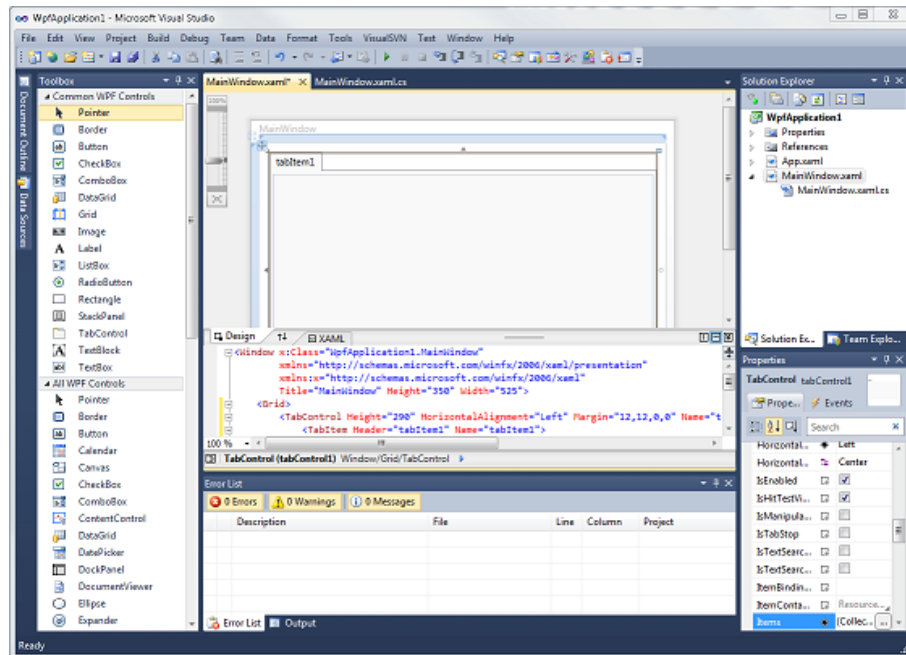 WpfApplication1 - Microsoft Visual Studio
File Edit View Project Build Debug Team Data Format Tools VisualSVN Test Window Help
Document Outline
Data Sources
Toolbox
Common WPF Controls
Pointer
Border
Button
CheckBox
ComboBox
DataGrid
Grid
Image
Label
ListBox
RadioButton
Rectangle
StackPanel
TabControl
TextBlock
TextBox
All WPF Controls
Pointer
Border
Button
Calendar
Canvas
CheckBox
ComboBox
ContentControl
DataGrid
DatePicker
DockPanel
DocumentViewer
Ellipse
Expander
MainWindow.xaml* MainWindow.xaml.cs
100%
MainWindow
tabItem1
Design XAML
<Window x:Class="WpfApplication1.MainWindow"
xmlns="http://schemas.microsoft.com/winfx/2006/xaml/presentation"
xmlns:x="http://schemas.microsoft.com/winfx/2006/xaml"
Title="MainWindow" Height="350" Width="525">
<Grid>
<TabControl Height="290" HorizontalAlignment="Left" Margin="12,12,0,0" Name="t
<TabItem Header="tabItem1" Name="tabItem1">
100 %
TabControl (tabControl1) Window/Grid/TabControl
Error List
0 Errors 0 Warnings 0 Messages
Description File Line Column Project
Error List Output
Solution Explorer
WpfApplication1
Properties
References
App.xaml
MainWindow.xaml
MainWindow.xaml.cs
Solution Ex... Team Explo...
Properties
TabControl tabControl1
Prope... Events
Search
Horizontal... Left
Horizontal... Center
IsEnabled
IsHitTestVi...
IsManipula...
IsTabStop
IsTextSearc...
IsTextSearc...
ItemBindin...
ItemConta... Resource...
Items (Collec... ...
Ready